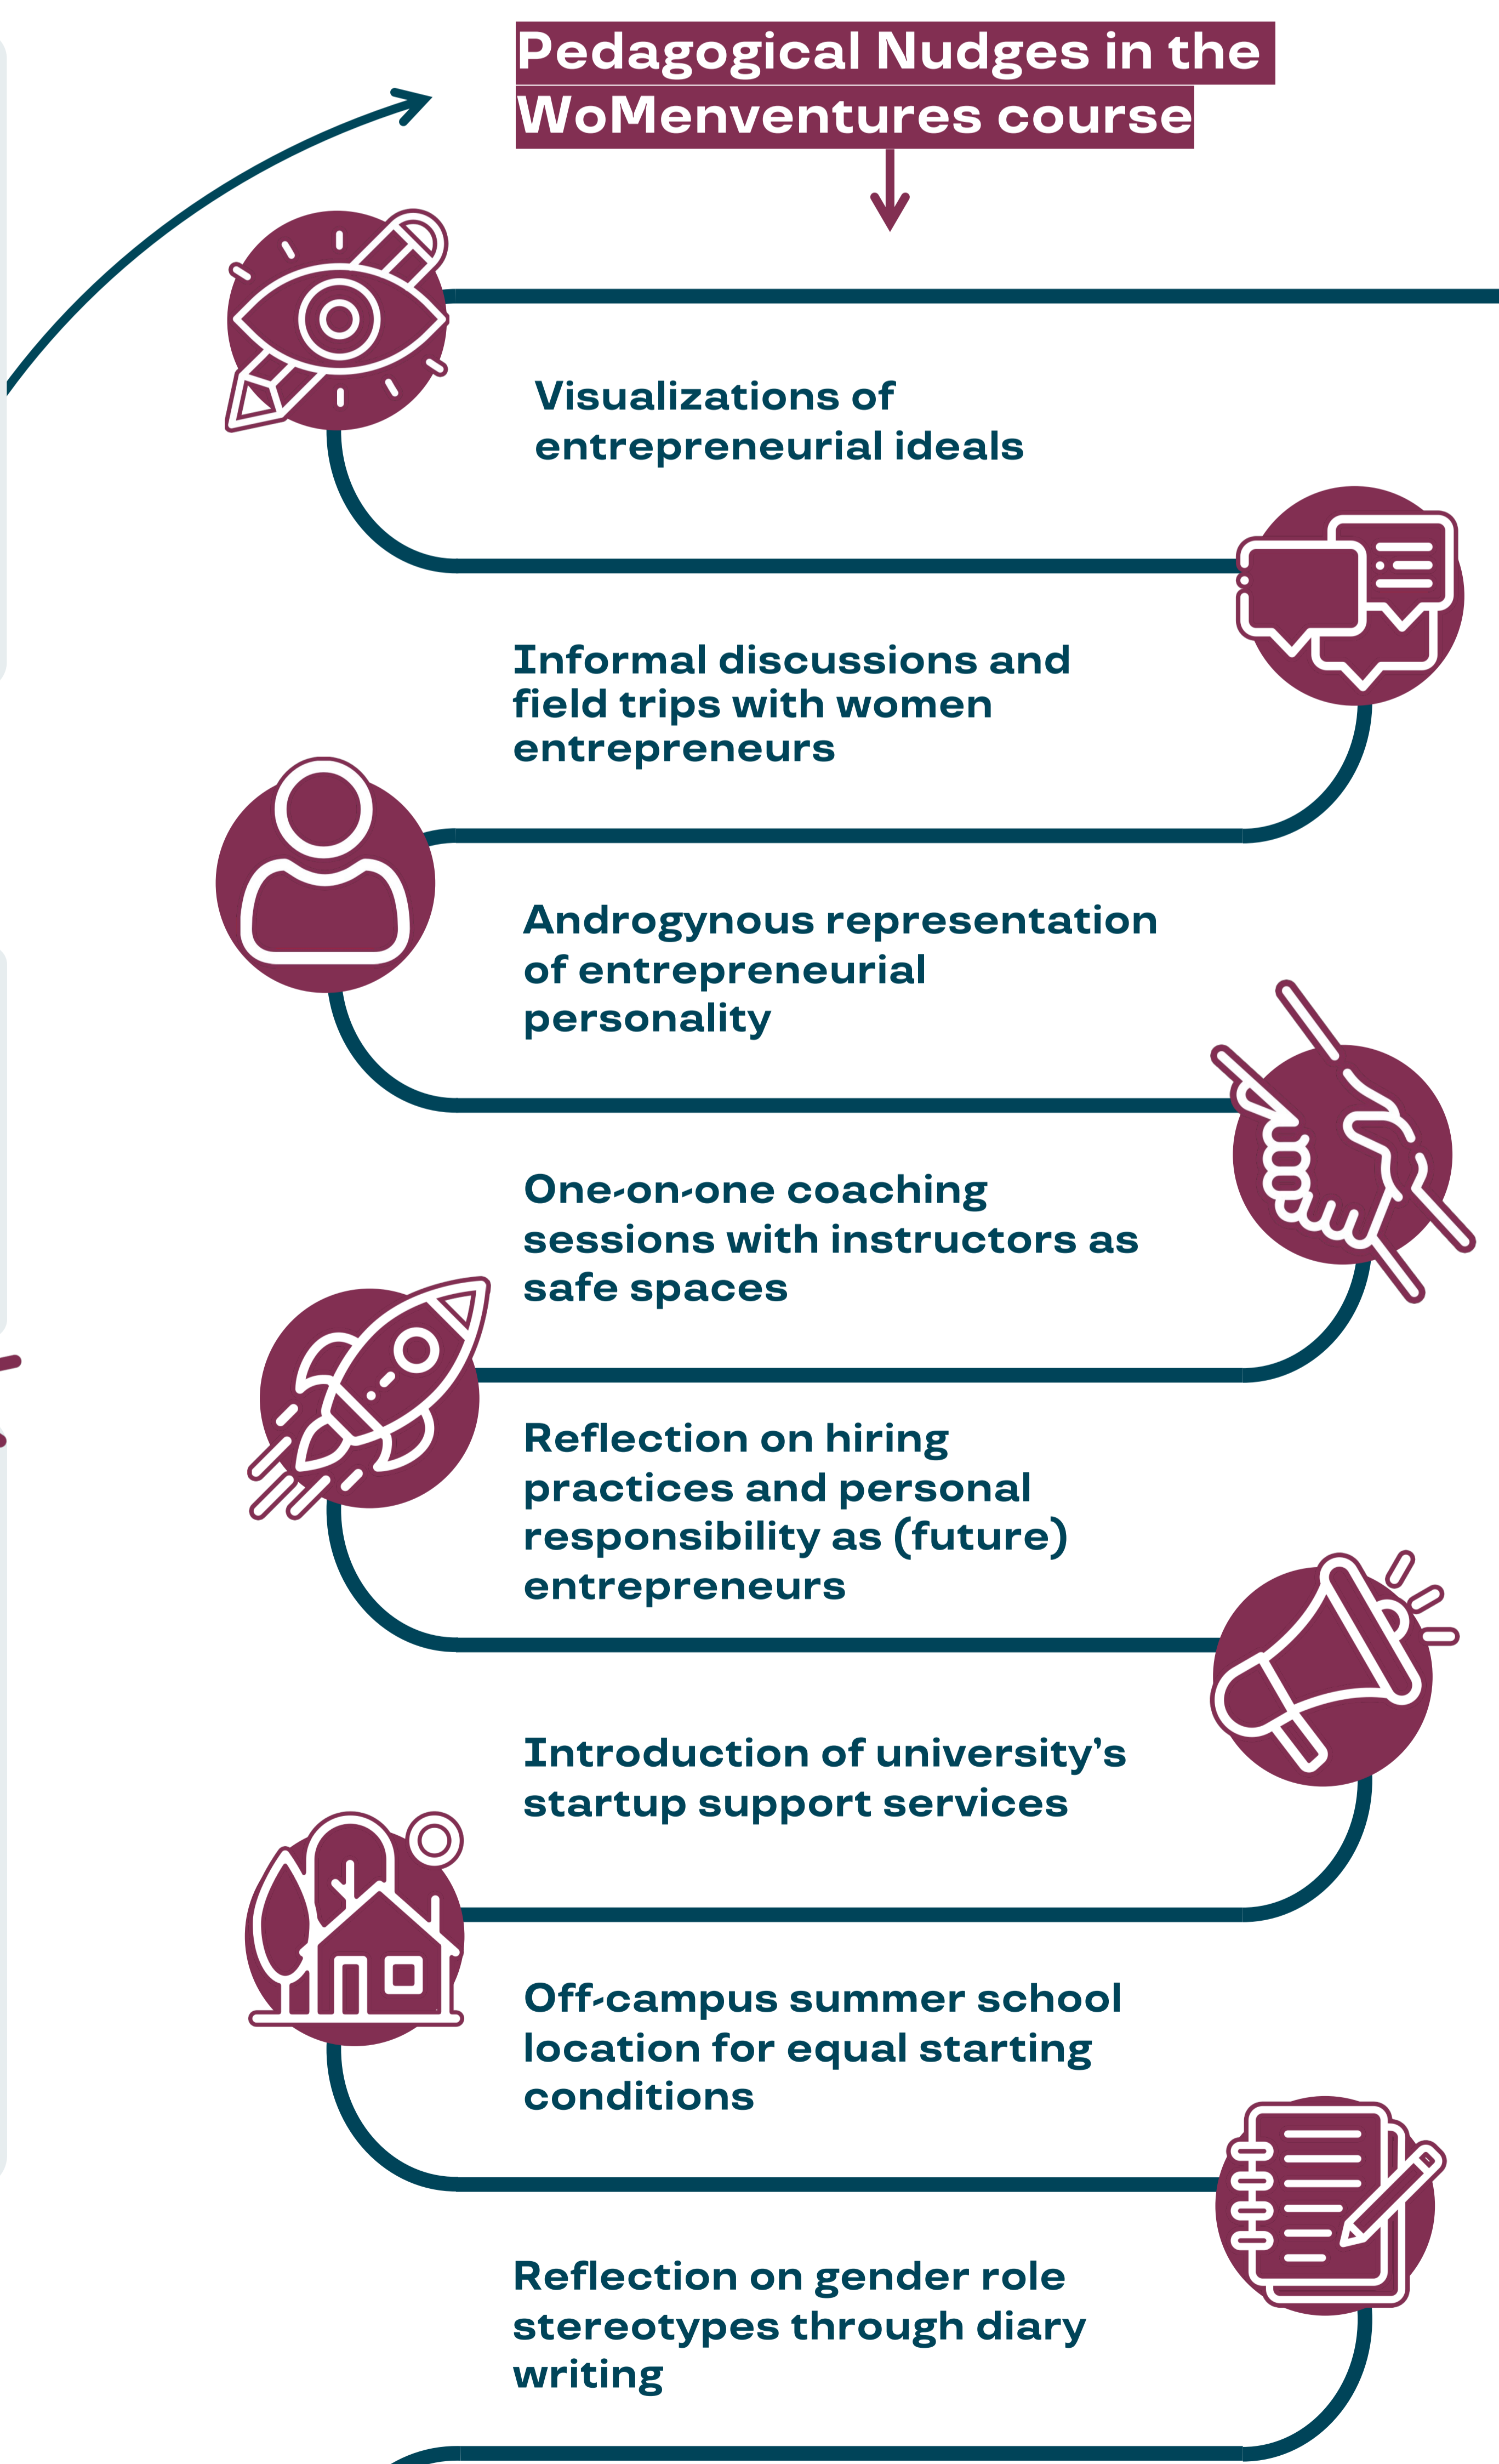 Pedagogical Nudges in the
WoMenventures course
Visualizations of
entrepreneurial ideals
Informal discussions and
field trips with women
entrepreneurs
Androgynous representation
of entrepreneurial
personality
One-on-one coaching
sessions with instructors as
safe spaces
Reflection on hiring
practices and personal
responsibility as (future)
entrepreneurs
Introduction of university's
startup support services
Off-campus summer school
location for equal starting
conditions
Reflection on gender role
stereotypes through diary
writing